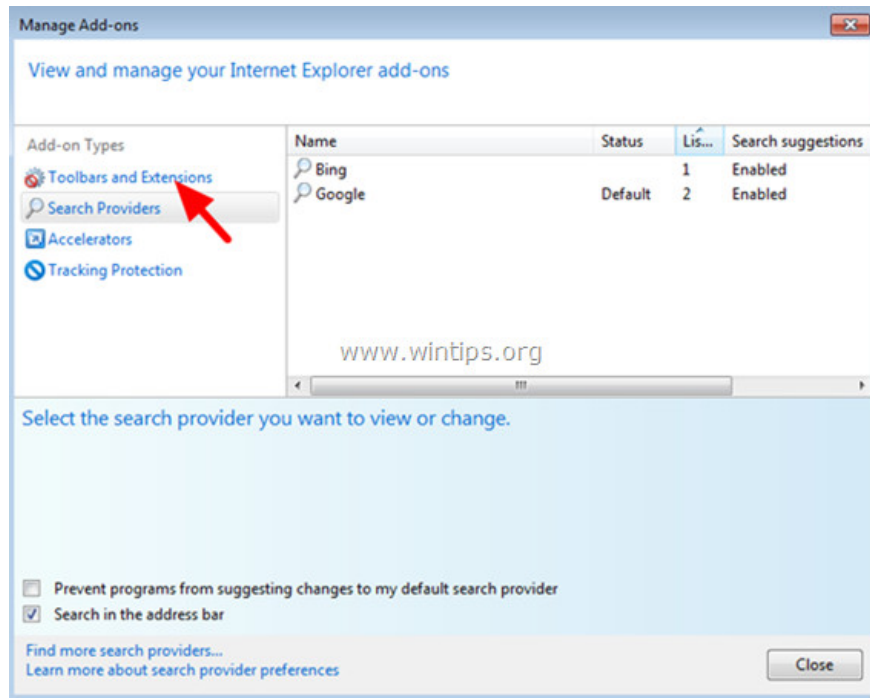 Manage Add-ons
View and manage your Internet Explorer add-ons
Add-on Types
Toolbars and Extensions
Search Providers
Accelerators
Tracking Protection
Name Status Lis... Search suggestions
Bing 1 Enabled
Google Default 2 Enabled
www.wintips.org
Select the search provider you want to view or change.
Prevent programs from suggesting changes to my default search provider
Search in the address bar
Find more search providers...
Learn more about search provider preferences
Close